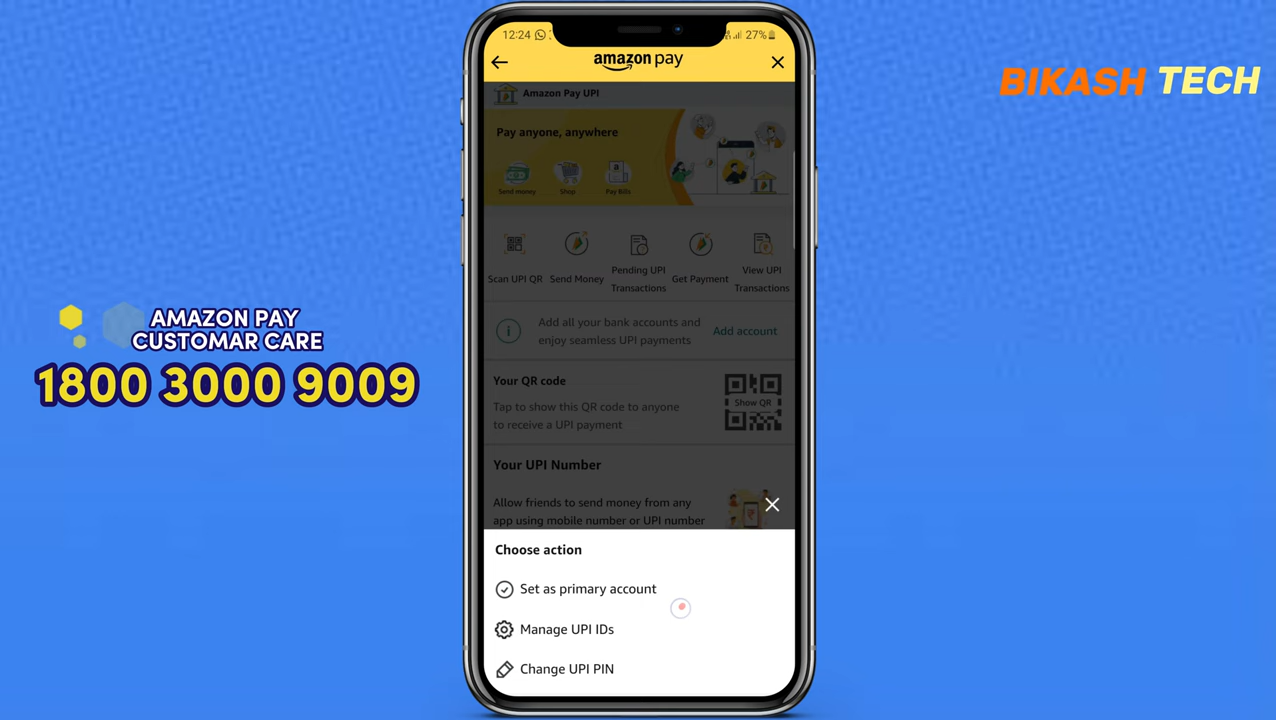 12:24
27%
amazon pay
BIKASH TECH
Amazon Pay UPI
Pay anyone, anywhere
Send money
Shop
Pay Bills
Scan UPI QR
Send Money
Pending UPI
Transactions
Get Payment
View UPI
Transactions
Add all your bank accounts and
enjoy seamless UPI payments
Add account
AMAZON PAY
CUSTOMAR CARE
1800 3000 9009
Your QR code
Tap to show this QR code to anyone
to receive a UPI payment
Show QR
Your UPI Number
Allow friends to send money from any
app using mobile number or UPI number
Choose action
Set as primary account
Manage UPI IDs
Change UPI PIN